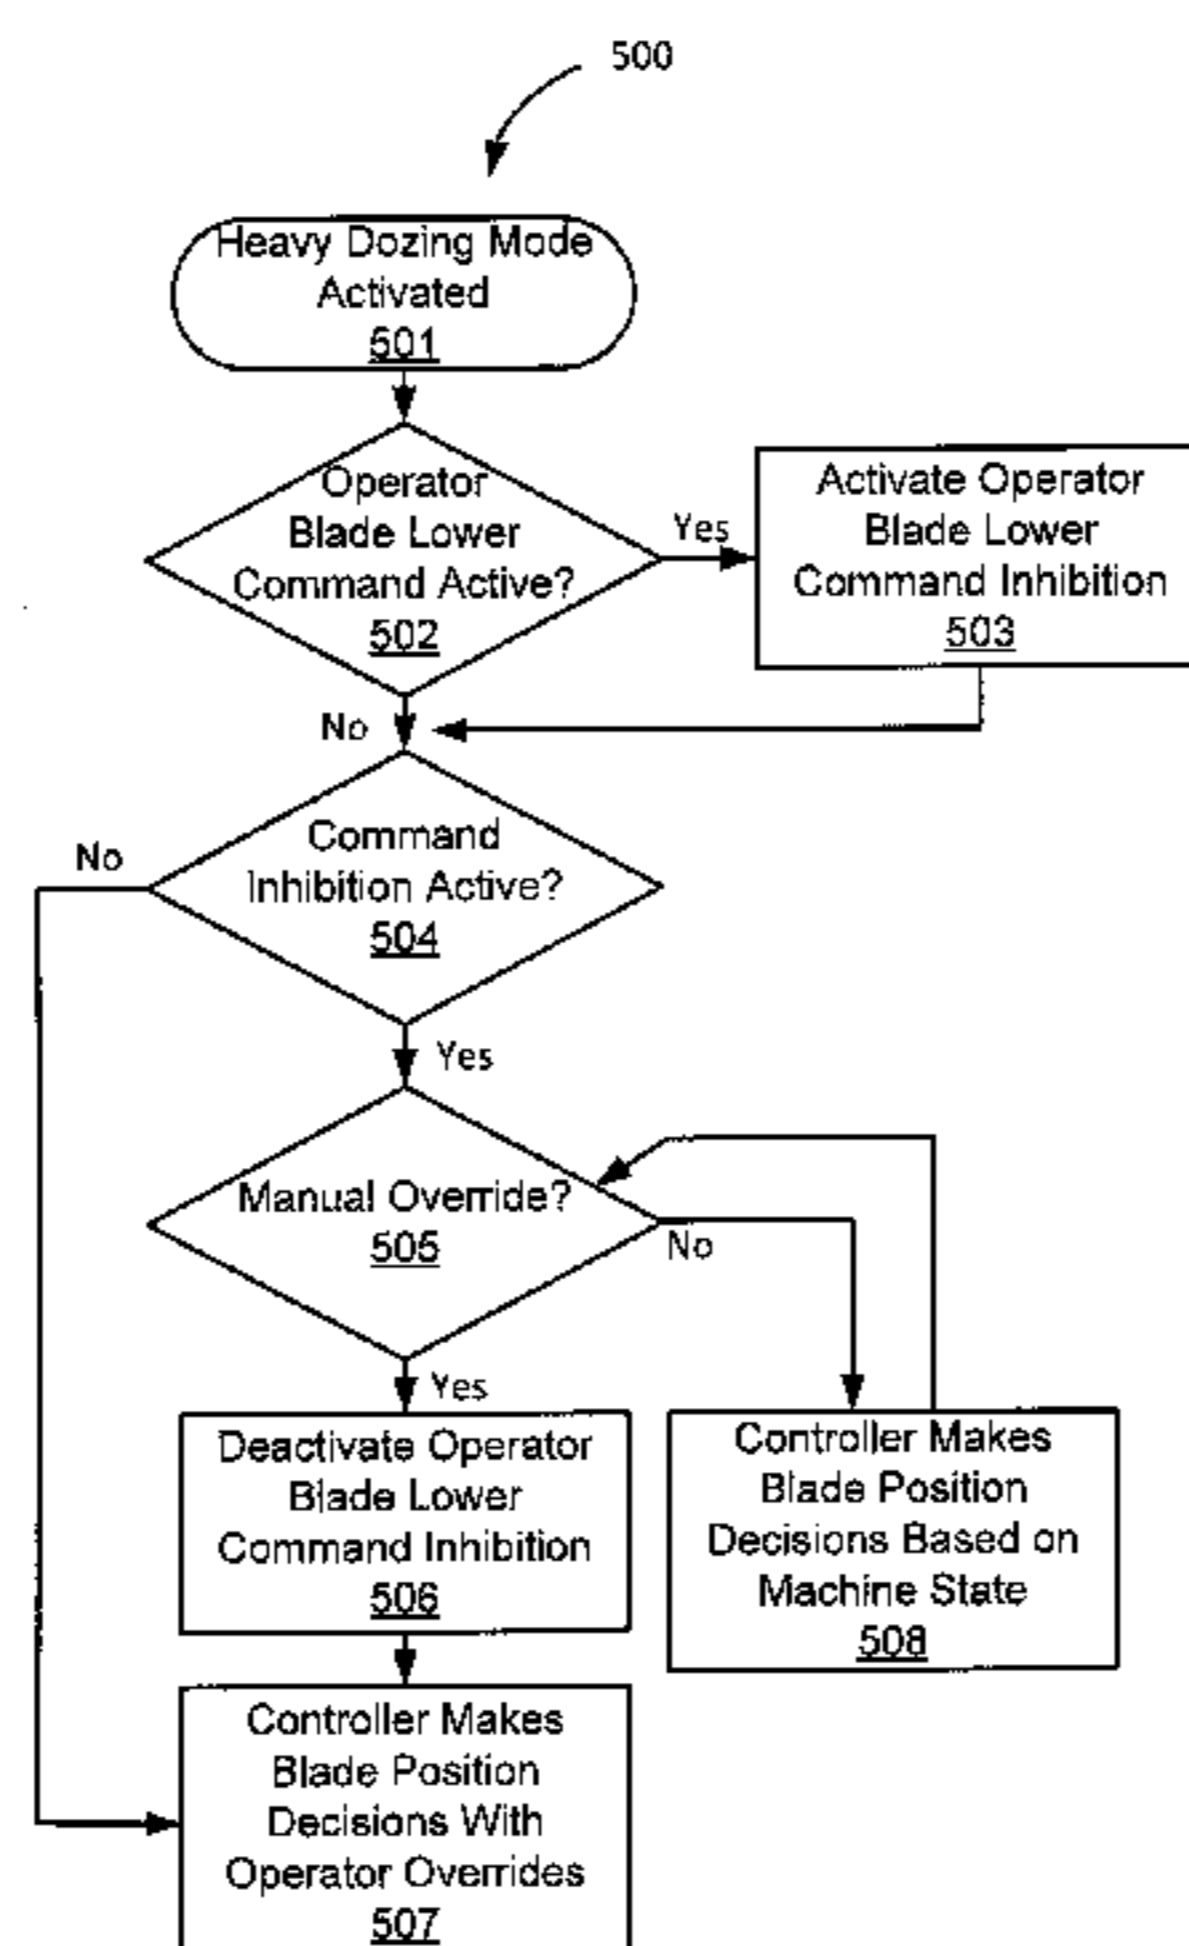 500
Heavy Dozing Mode
Activated
501
Operator
Blade Lower
Command Active?
502
Yes
Activate Operator
Blade Lower
Command Inhibition
503
No
Command
Inhibition Active?
504
No
Yes
Manual Override?
505
No
Yes
Deactivate Operator
Blade Lower
Command Inhibition
506
Controller Makes
Blade Position
Decisions Based on
Machine State
508
Controller Makes
Blade Position
Decisions With
Operator Overrides
507